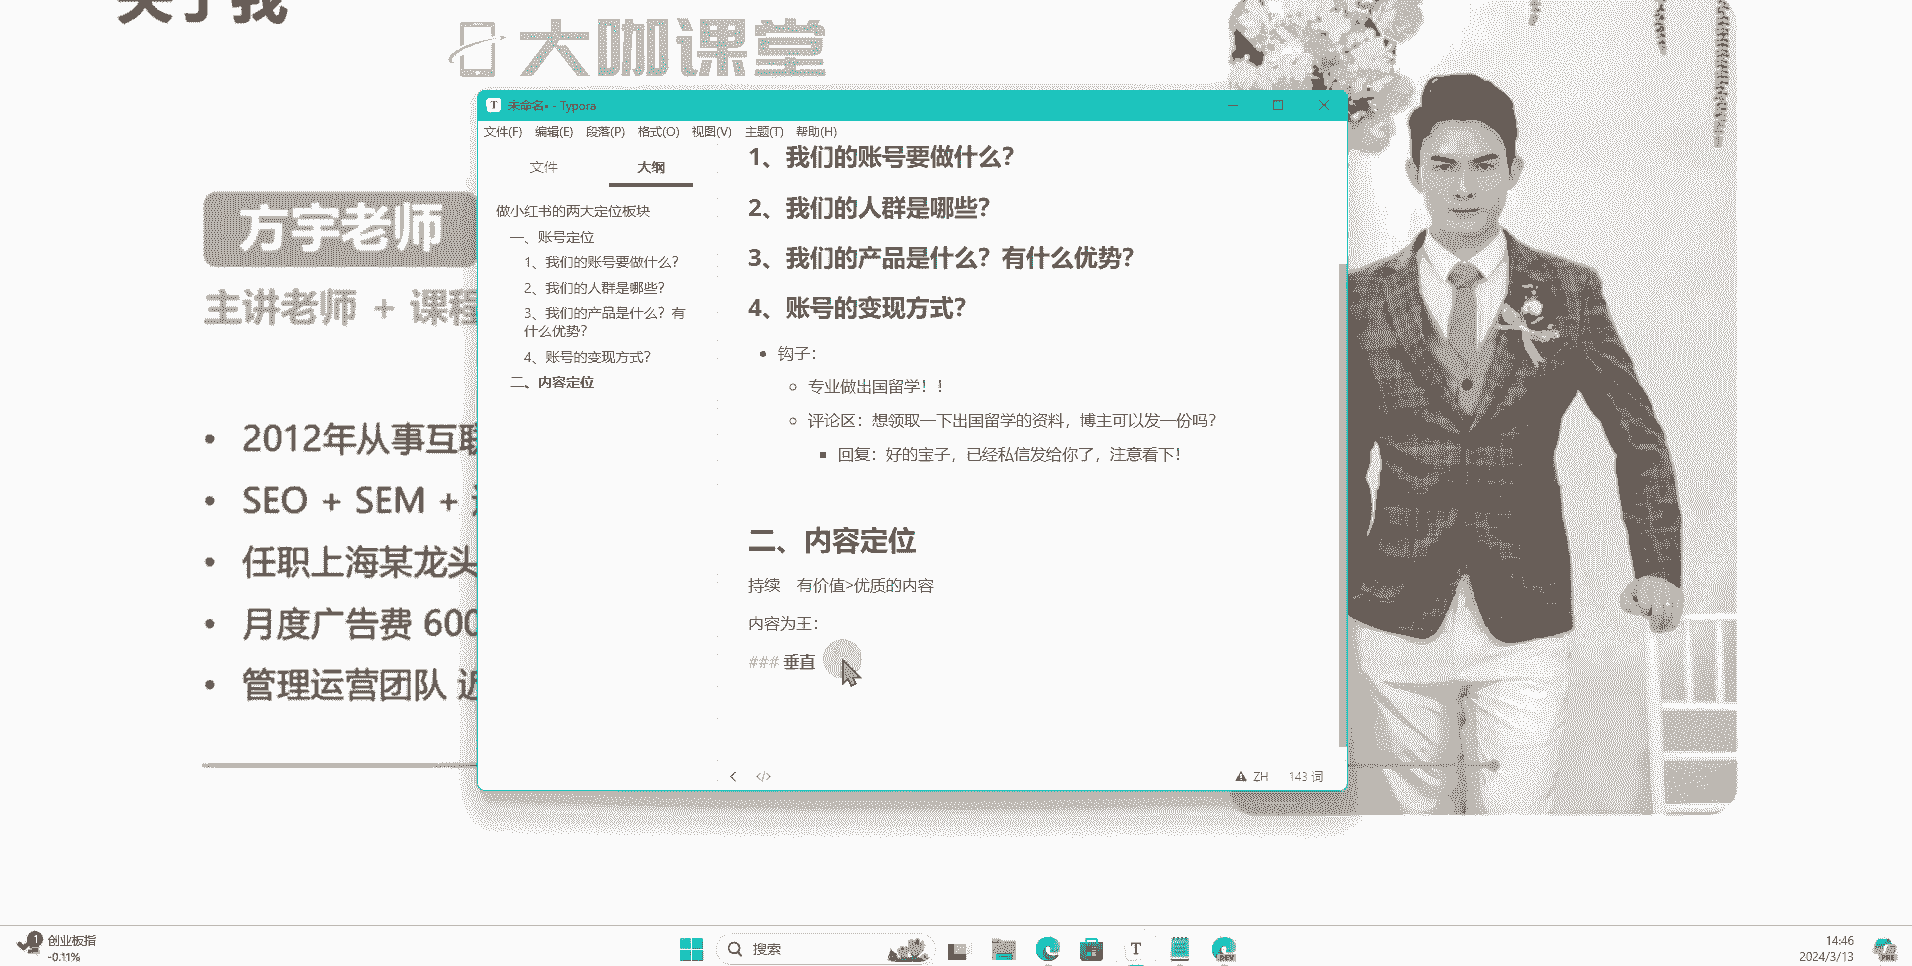 关于我
大咖课堂
方宇老师
主讲老师 + 课程
2012年从事互联
SEO + SEM +
任职上海某龙头
月度广告费 600
管理运营团队 近
未命名• - Typora
文件(F) 编辑(E) 段落(P) 格式(O) 视图(V) 主题(T) 帮助(H)
文件 大纲
做小红书的两大定位板块
一、账号定位
1、我们的账号要做什么？
2、我们的人群是哪些？
3、我们的产品是什么？有
什么优势？
4、账号的变现方式？
二、内容定位
1、我们的账号要做什么？
2、我们的人群是哪些？
3、我们的产品是什么？有什么优势？
4、账号的变现方式？
钩子：
专业做出国留学！！
评论区：想领取一下出国留学的资料，博主可以发一份吗？
回复：好的宝子，已经私信发给你了，注意看下！
二、内容定位
持续 有价值>优质的内容
内容为王：
### 垂直
ZH 143 词
1
创业板指
-0.11%
搜索
T
DEV
14:46
2024/3/13
PRE